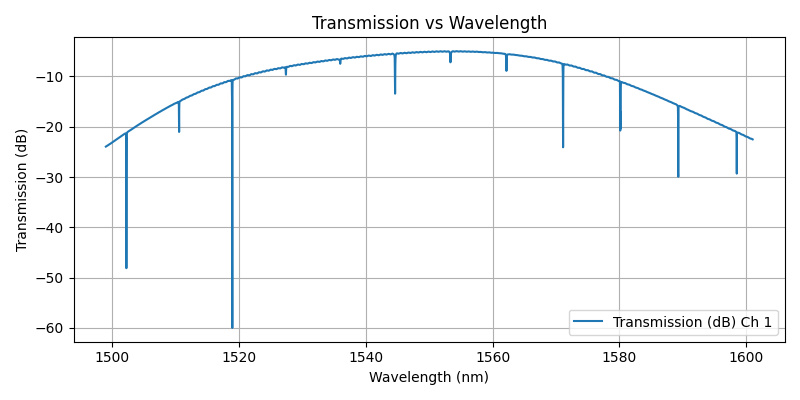 Transmission vs Wavelength
Transmission (dB)
−10
−20
−30
−40
−50
−60
Transmission (dB) Ch 1
1500 1520 1540 1560 1580 1600
Wavelength (nm)